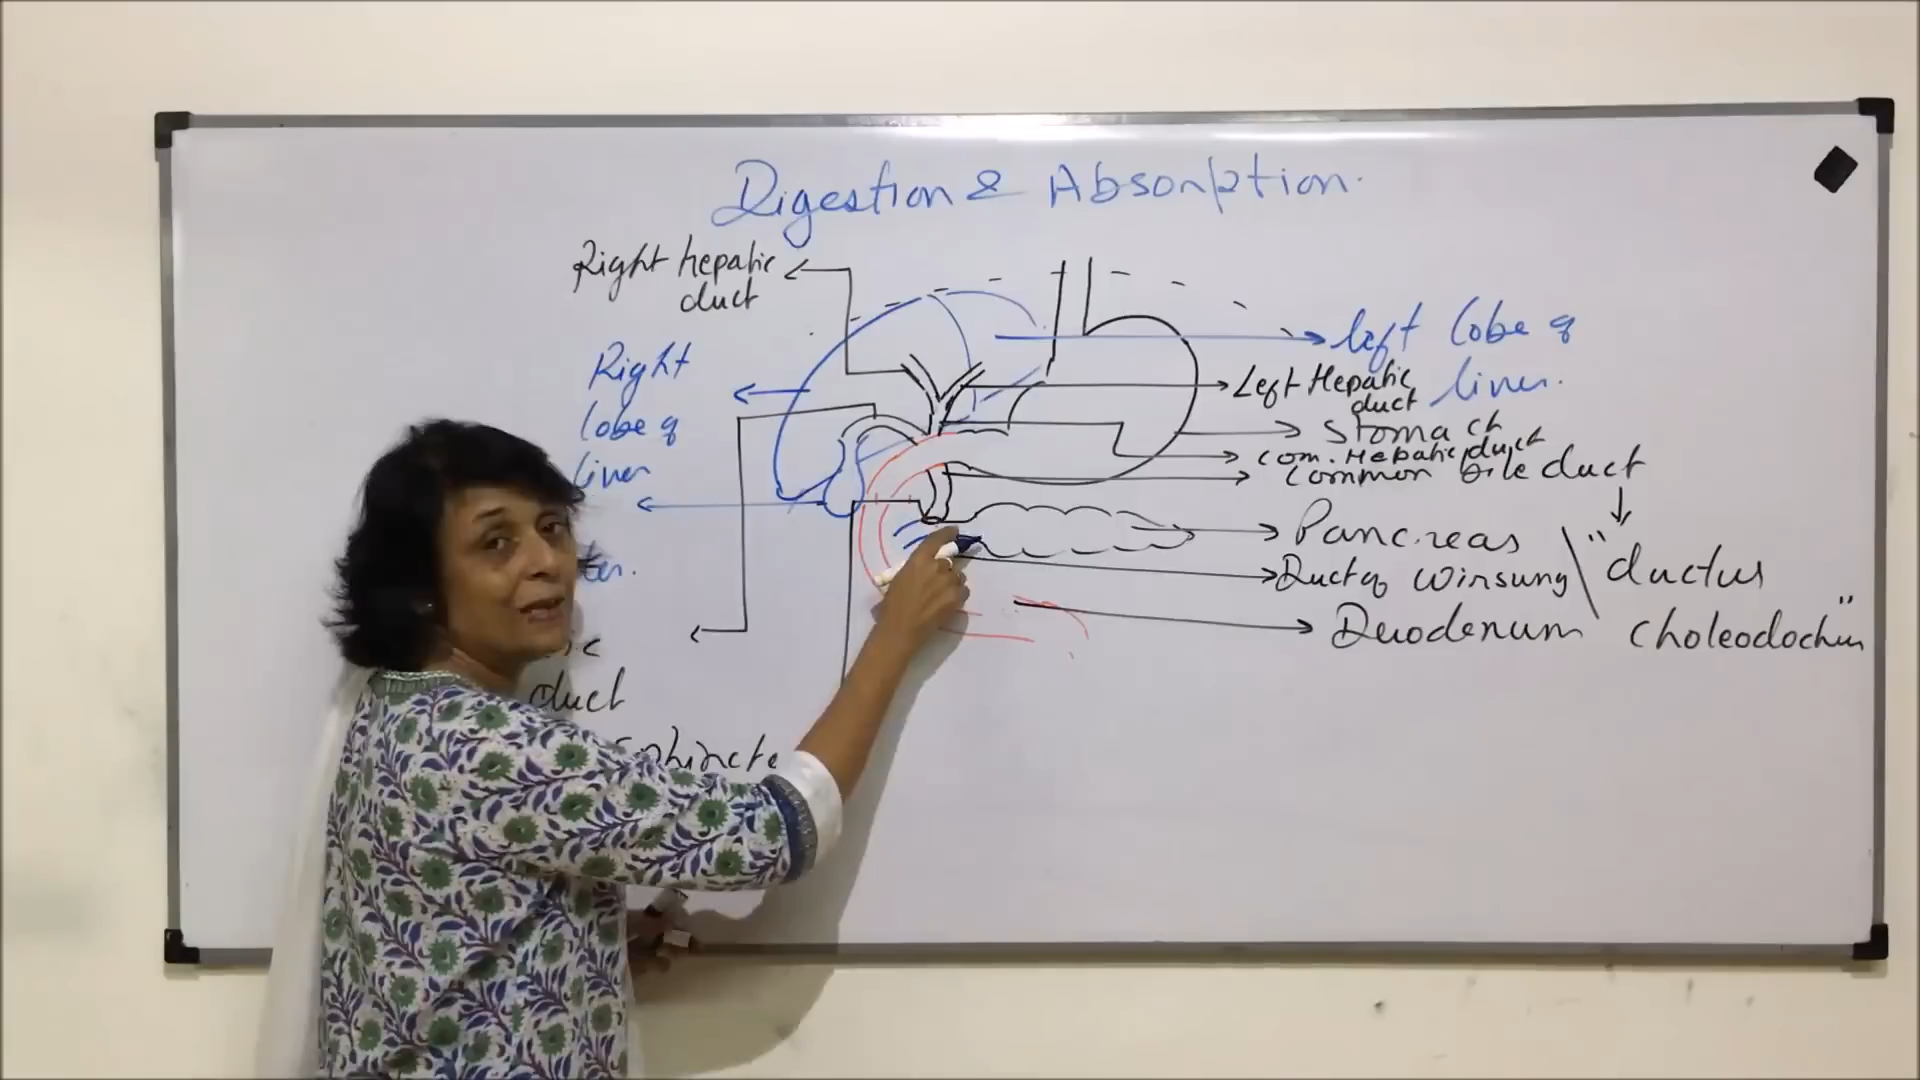 Digestion & Absorption.
Right hepatic
duct
Right
lobe of
liver
duct
left lobe of
liver.
Left Hepatic
duct
Stomach
Com. Hepatic duct
Common bile duct
Pancreas
Duct of Wirsung
"ductus
choleodochus"
Duodenum